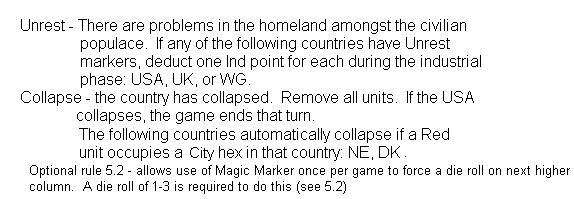 Unrest - There are problems in the homeland amongst the civilian
populace. If any of the following countries have Unrest
markers, deduct one Ind point for each during the industrial
phase: USA, UK, or WG.
Collapse - the country has collapsed. Remove all units. If the USA
collapses, the game ends that turn.
The following countries automatically collapse if a Red
unit occupies a City hex in that country: NE, DK .
Optional rule 5.2 - allows use of Magic Marker once per game to force a die roll on next higher
column. A die roll of 1-3 is required to do this (see 5.2)